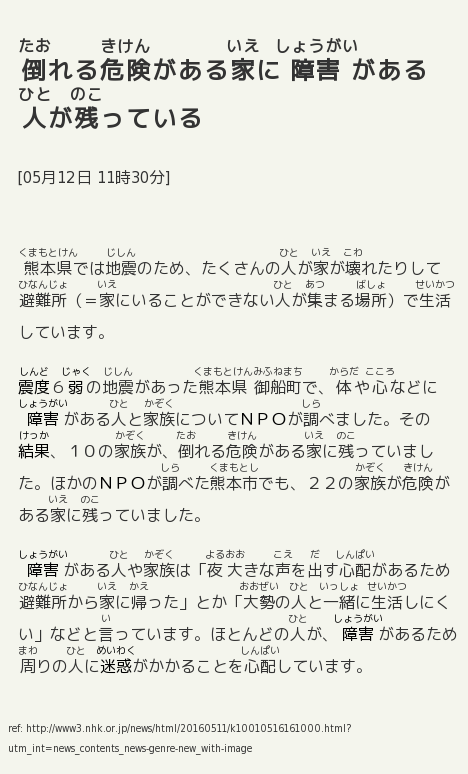 倒れる危険がある家に 障害 がある
人が残っている
[05月12日 11時30分]
熊本県では地震のため、たくさんの人が家が壊れたりして
避難所（＝家にいることができない人が集まる場所）で生活
しています。
震度６弱の地震があった熊本県 御船町で、体や心などに
障害 がある人と家族についてＮＰＯが調べました。その
結果、１０の家族が、倒れる危険がある家に残っていまし
た。ほかのＮＰＯが調べた熊本市でも、２２の家族が危険が
ある家に残っていました。
障害 がある人や家族は「夜 大きな声を出す心配があるため
避難所から家に帰った」とか「大勢の人と一緒に生活しにく
い」などと言っています。ほとんどの人が、 障害 があるため
周りの人に迷惑がかかることを心配しています。
ref: http://www3.nhk.or.jp/news/html/20160511/k10010516161000.html?
utm_int=news_contents_news-genre-new_with-image